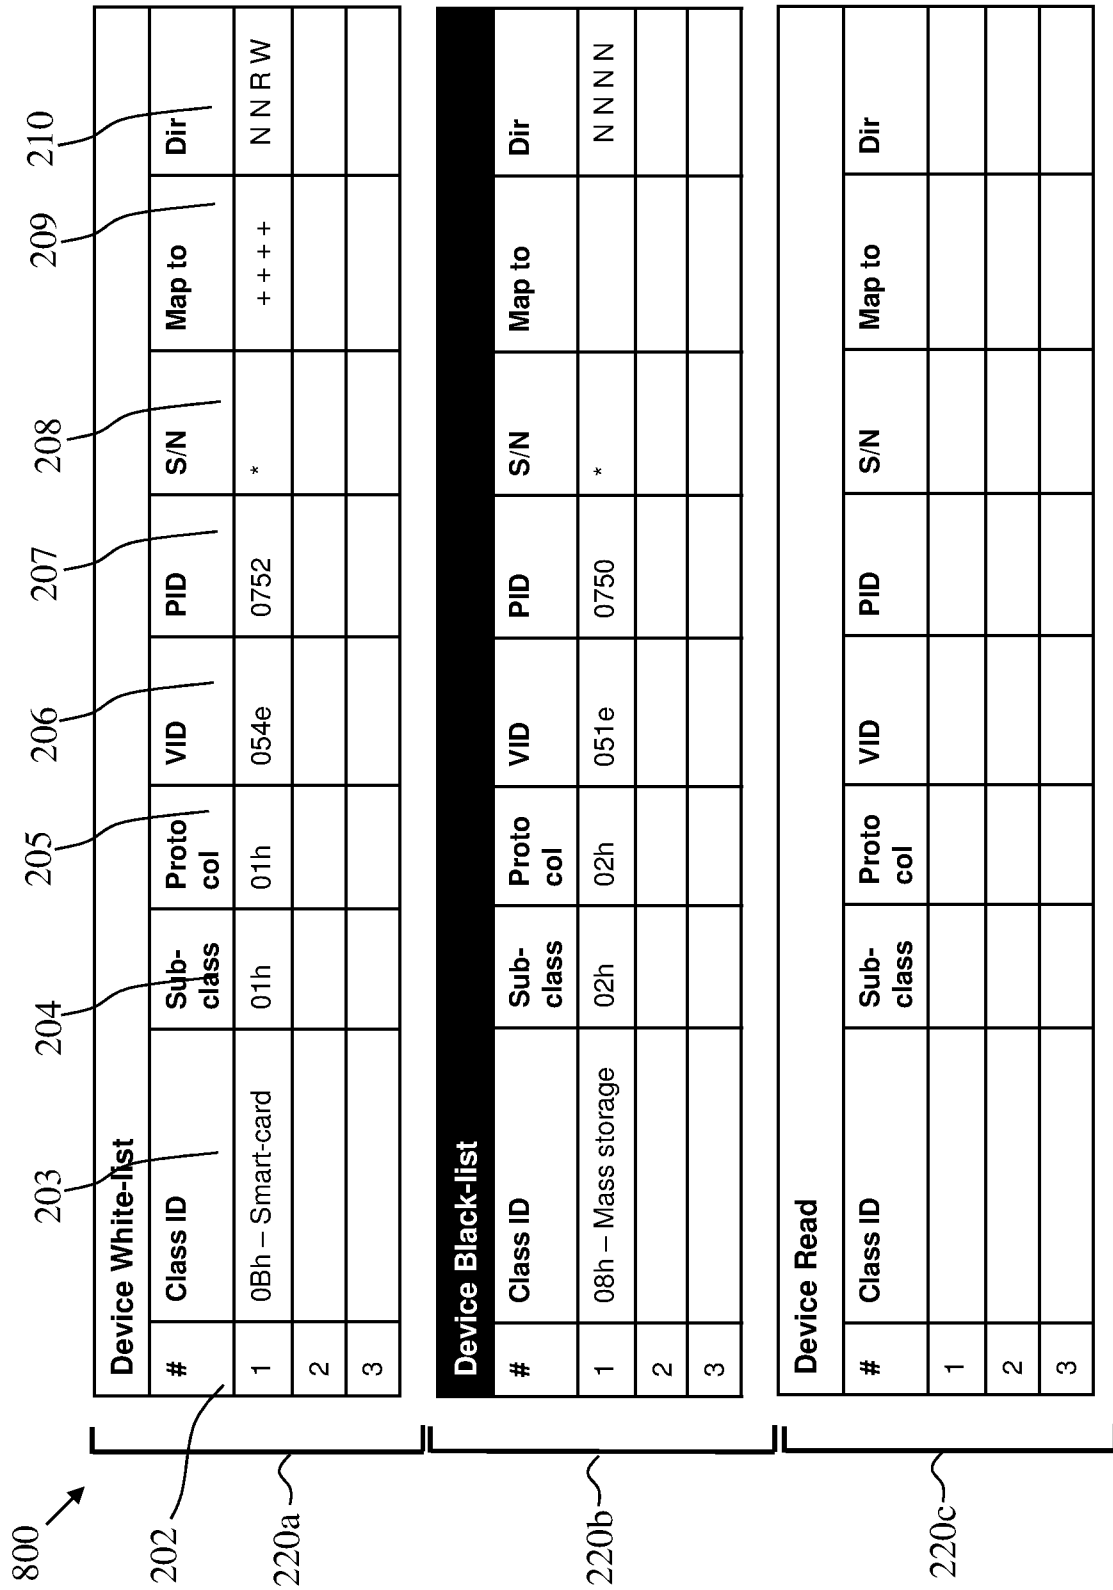 800
202 203 204 205 206 207 208 209 210
220a
Device White-list
# Class ID Sub-class Proto col VID PID S/N Map to Dir
1 0Bh – Smart-card 01h 01h 054e 0752 * + + + + N N R W
2
3
220b
Device Black-list
# Class ID Sub-class Proto col VID PID S/N Map to Dir
1 08h – Mass storage 02h 02h 051e 0750 * N N N N
2
3
220c
Device Read
# Class ID Sub-class Proto col VID PID S/N Map to Dir
1
2
3